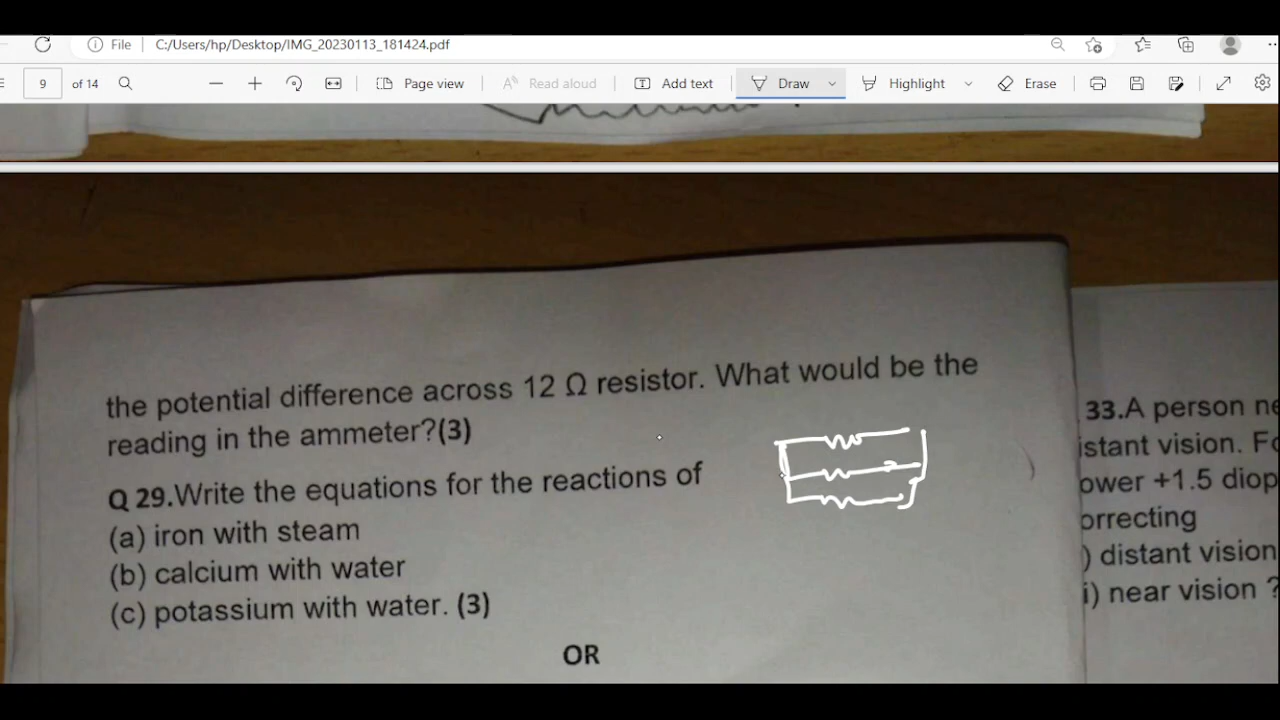 File C:/Users/hp/Desktop/IMG_20230113_181424.pdf
9 of 14 Page view Read aloud Add text Draw Highlight Erase
the potential difference across 12 Ω resistor. What would be the
reading in the ammeter?(3)
Q 29.Write the equations for the reactions of
(a) iron with steam
(b) calcium with water
(c) potassium with water. (3)
OR
33.A person ne
istant vision. Fo
ower +1.5 diop
orrecting
) distant vision
i) near vision ?